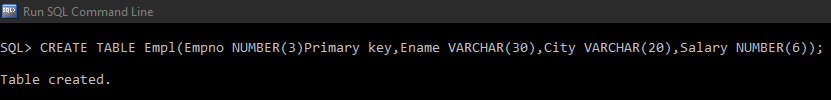 Run SQL Command Line
SQL> CREATE TABLE Empl(Empno NUMBER(3)Primary key,Ename VARCHAR(30),City VARCHAR(20),Salary NUMBER(6));
Table created.